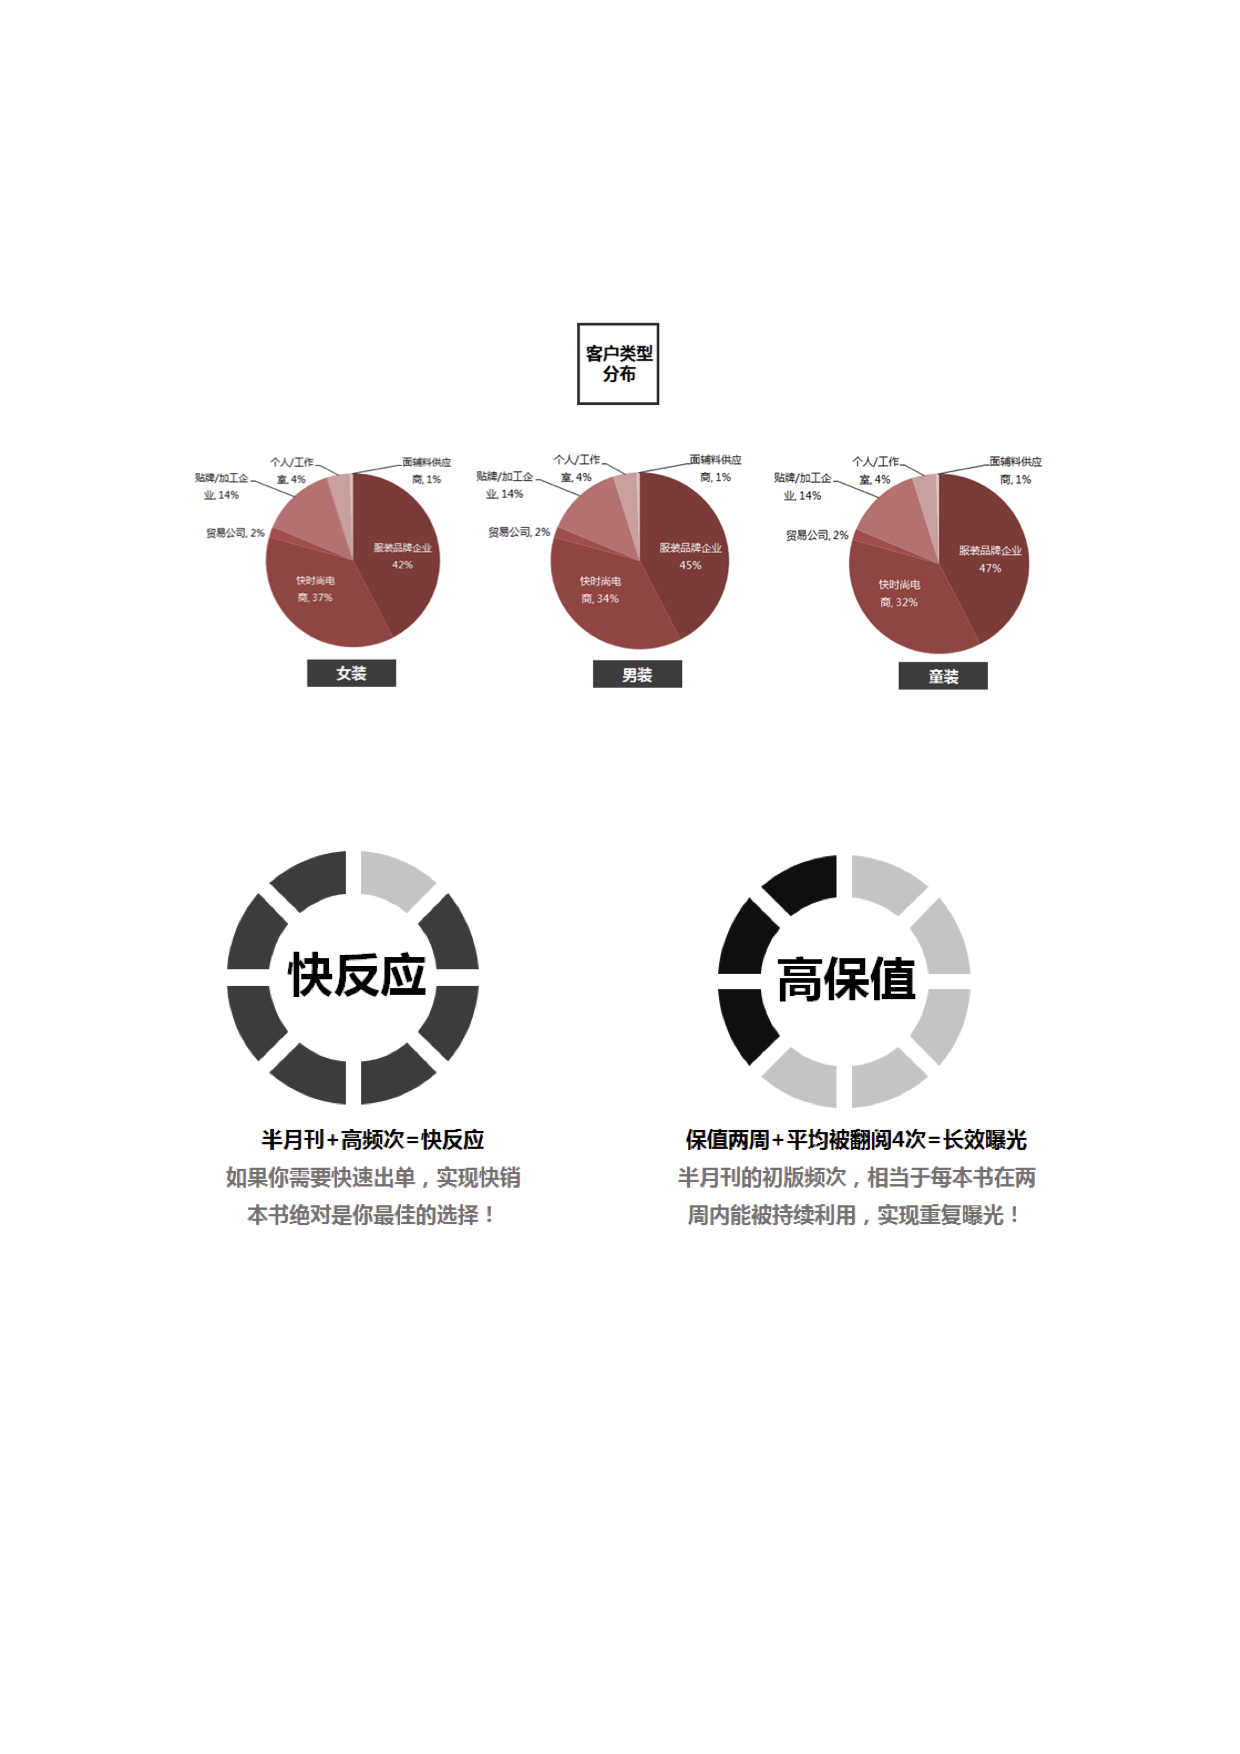 客户类型
分布
个人/工作
室, 4%
面辅料供应
商, 1%
贴牌/加工企
业, 14%
贸易公司, 2%
服装品牌企业
42%
快时尚电
商, 37%
女装
个人/工作
室, 4%
面辅料供应
商, 1%
贴牌/加工企
业, 14%
贸易公司, 2%
服装品牌企业
45%
快时尚电
商, 34%
男装
个人/工作
室, 4%
面辅料供应
商, 1%
贴牌/加工企
业, 14%
贸易公司, 2%
服装品牌企业
47%
快时尚电
商, 32%
童装
快反应
半月刊+高频次=快反应
如果你需要快速出单，实现快销
本书绝对是你最佳的选择！
高保值
保值两周+平均被翻阅4次=长效曝光
半月刊的初版频次，相当于每本书在两
周内能被持续利用，实现重复曝光！